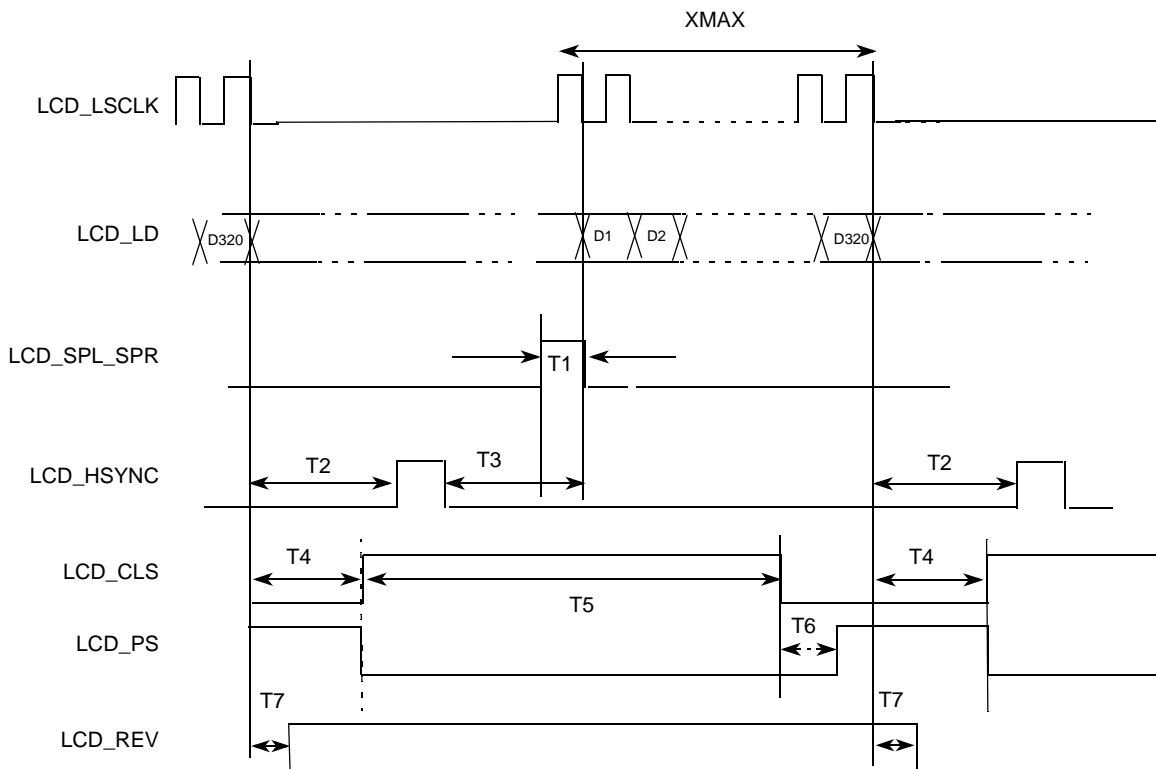 XMAX
LCD_LSCLK
LCD_LD
D320
D1
D2
D320
LCD_SPL_SPR
T1
LCD_HSYNC
T2
T3
T2
LCD_CLS
T4
T5
T4
LCD_PS
T6
LCD_REV
T7
T7